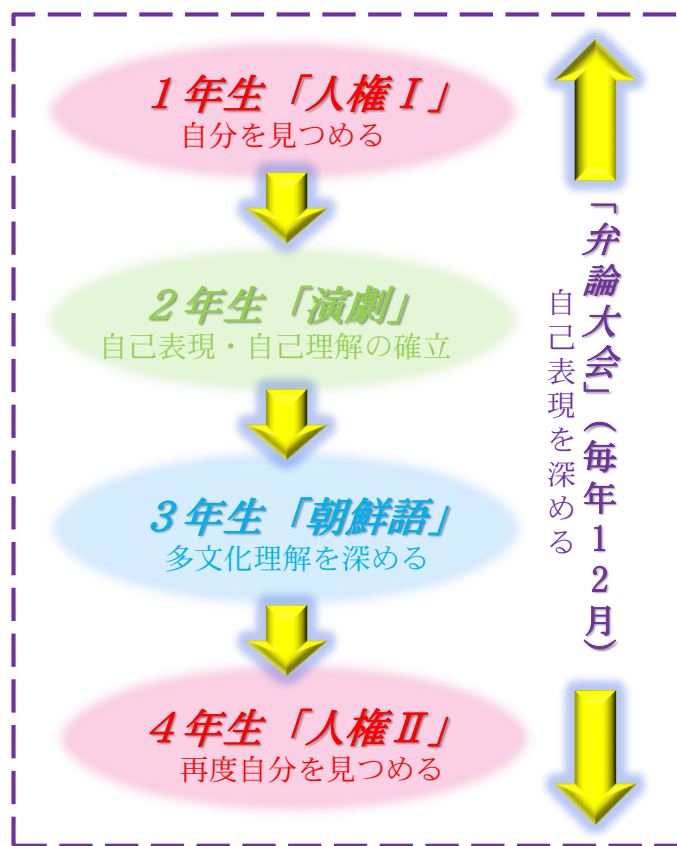 １年生「人権Ⅰ」
自分を見つめる
２年生「演劇」
自己表現・自己理解の確立
３年生「朝鮮語」
多文化理解を深める
４年生「人権Ⅱ」
再度自分を見つめる
「弁論大会」（毎年１２月）
自己表現を深める